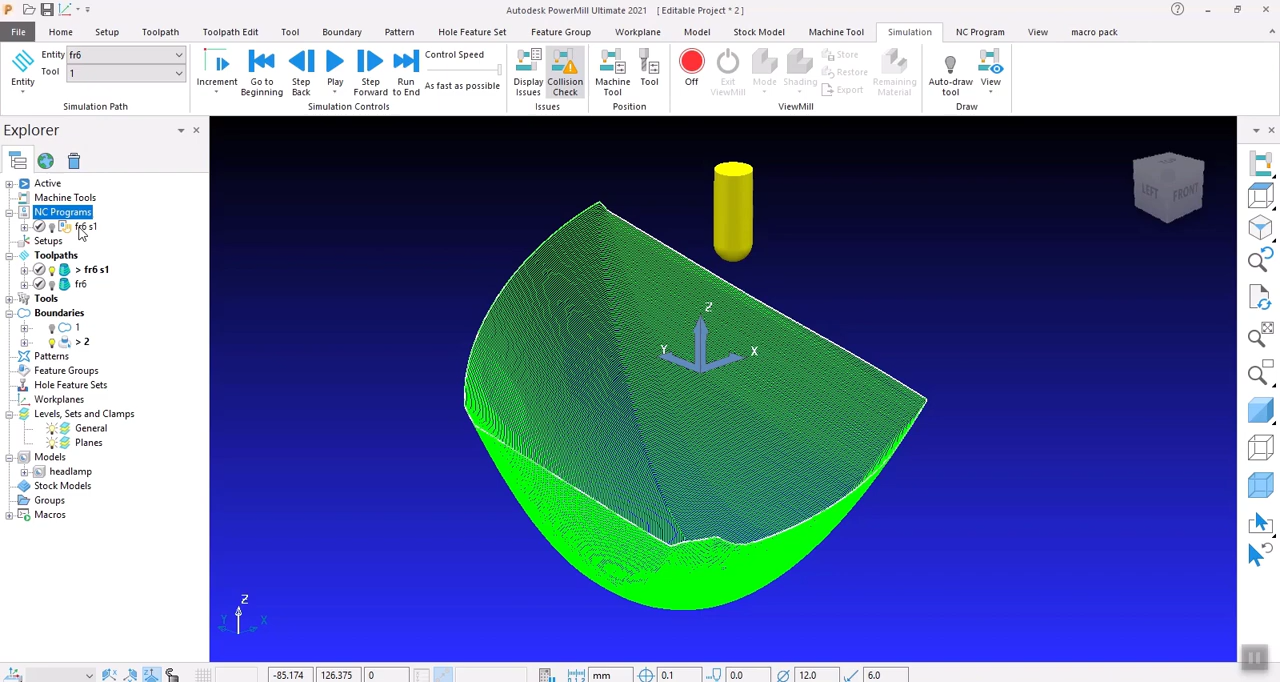 Autodesk PowerMill Ultimate 2021 [ Editable Project * 2 ]
File Home Setup Toolpath Toolpath Edit Tool Boundary Pattern Hole Feature Set Feature Group Workplane Model Stock Model Machine Tool Simulation NC Program View macro pack
Entity
Entity fr6
Tool 1
Simulation Path
Increment
Go to Beginning
Step Back
Play
Step Forward
Run to End
Control Speed
As fast as possible
Simulation Controls
Display Issues
Collision Check
Issues
Machine Tool
Tool
Position
Off
Exit ViewMill
Mode
Shading
Store
Restore
Export
Remaining Material
ViewMill
Auto-draw tool
View
Draw
Explorer
Active
Machine Tools
NC Programs
fr6 s1
Setups
Toolpaths
> fr6 s1
fr6
Tools
Boundaries
1
> 2
Patterns
Feature Groups
Hole Feature Sets
Workplanes
Levels, Sets and Clamps
General
Planes
Models
headlamp
Stock Models
Groups
Macros
TOP
LEFT
FRONT
Z
Y
X
Z
Y
X
-85.174 126.375 0 mm 0.1 0.0 12.0 6.0